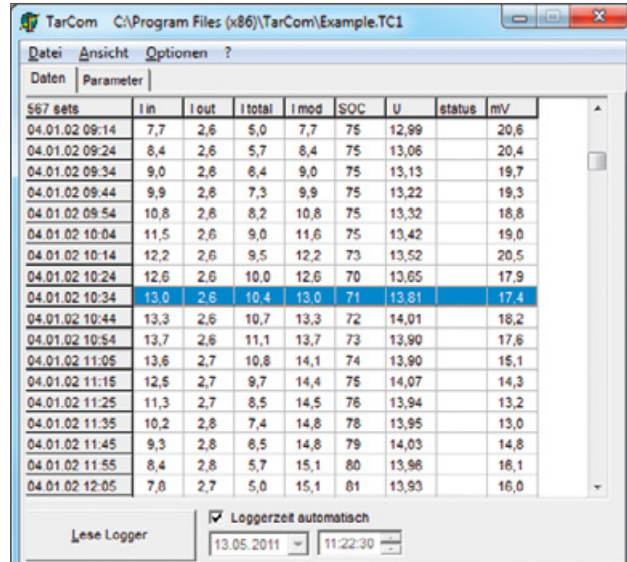 TarCom C:\Program Files (x86)\TarCom\Example.TC1
Datei Ansicht Optionen ?
Daten Parameter
567 sets I in I out I total I mod SOC U status mV
04.01.02 09:14 7,7 2,6 5,0 7,7 75 12,99 20,6
04.01.02 09:24 8,4 2,6 5,7 8,4 75 13,06 20,4
04.01.02 09:34 9,0 2,6 6,4 9,0 75 13,13 19,7
04.01.02 09:44 9,9 2,6 7,3 9,9 75 13,22 19,3
04.01.02 09:54 10,8 2,6 8,2 10,8 75 13,32 18,8
04.01.02 10:04 11,5 2,6 9,0 11,6 75 13,42 19,0
04.01.02 10:14 12,2 2,6 9,5 12,2 73 13,52 20,5
04.01.02 10:24 12,6 2,6 10,0 12,6 70 13,65 17,9
04.01.02 10:34 13,0 2,6 10,4 13,0 71 13,81 17,4
04.01.02 10:44 13,3 2,6 10,7 13,3 72 14,01 18,2
04.01.02 10:54 13,7 2,6 11,1 13,7 73 13,90 17,6
04.01.02 11:05 13,6 2,7 10,8 14,1 74 13,90 15,1
04.01.02 11:15 12,5 2,7 9,7 14,4 75 14,07 14,3
04.01.02 11:25 11,3 2,7 8,5 14,5 76 13,94 13,2
04.01.02 11:35 10,2 2,8 7,4 14,8 78 13,95 13,0
04.01.02 11:45 9,3 2,8 6,5 14,8 79 14,03 14,8
04.01.02 11:55 8,4 2,8 5,7 15,1 80 13,96 16,1
04.01.02 12:05 7,8 2,7 5,0 15,1 81 13,93 16,0
Lese Logger
Loggerzeit automatisch
13.05.2011 11:22:30